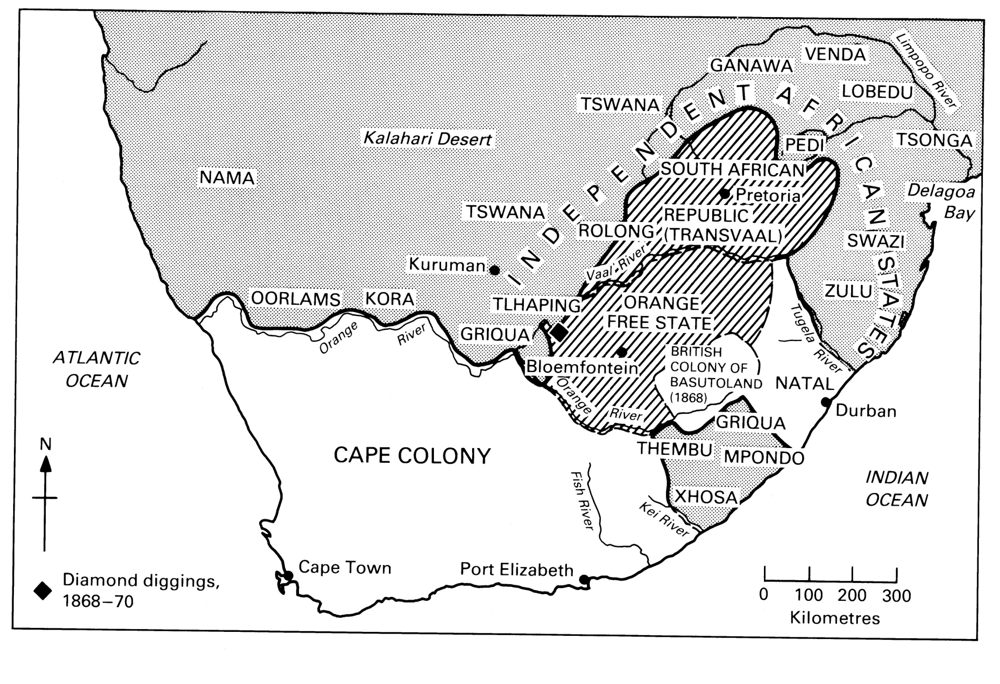 VENDA
Limpopo River
GANAWA
LOBEDU
TSWANA
INDEPENDENT AFRICAN STATES
Kalahari Desert
PEDI
TSONGA
SOUTH AFRICAN
NAMA
Pretoria
Delagoa
Bay
TSWANA
REPUBLIC
ROLONG
(TRANSVAAL)
SWAZI
Vaal River
Kuruman
ZULU
OORLAMS
KORA
TLHAPING
ORANGE
FREE STATE
Tugela River
Orange River
GRIQUA
BRITISH
COLONY OF
BASUTOLAND
(1868)
ATLANTIC
OCEAN
Bloemfontein
NATAL
Orange River
Durban
GRIQUA
N
CAPE COLONY
THEMBU
MPONDO
Fish River
INDIAN
OCEAN
XHOSA
Kei River
Cape Town
Port Elizabeth
Diamond diggings,
1868–70
0 100 200 300
Kilometres